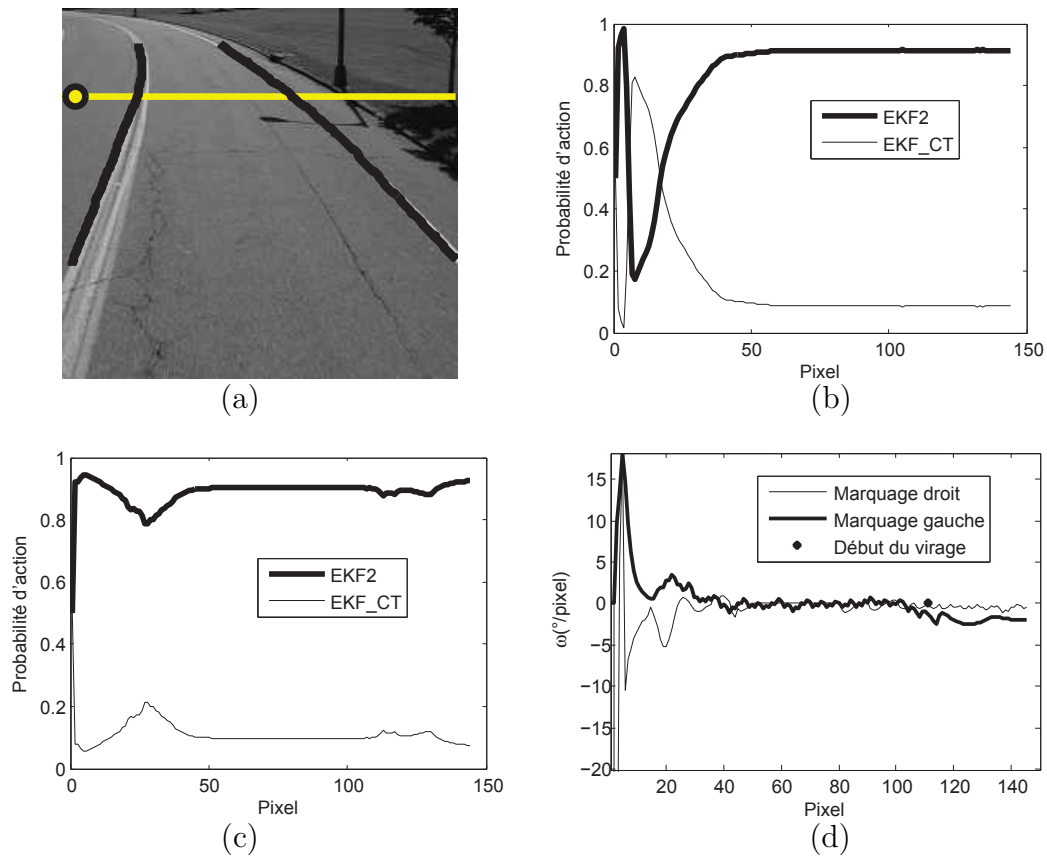 (a)
1
0.8
0.6
0.4
0.2
0
0
50
100
150
Probabilité d'action
Pixel
EKF2
EKF_CT
(b)
1
0.8
0.6
0.4
0.2
0
0
50
100
150
Probabilité d'action
Pixel
EKF2
EKF_CT
(c)
15
10
5
0
−5
−10
−15
−20
20
40
60
80
100
120
140
ω(°/pixel)
Pixel
Marquage droit
Marquage gauche
Début du virage
(d)